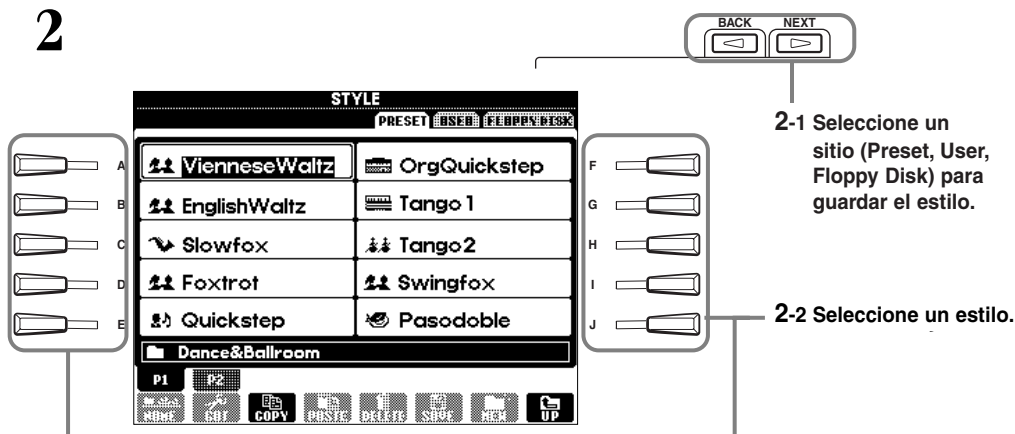 2
BACK NEXT
STYLE
PRESET USER FLOPPY DISK
2-1 Seleccione un
sitio (Preset, User,
Floppy Disk) para
guardar el estilo.
A VienneseWaltz OrgQuickstep F
B EnglishWaltz Tango1 G
C Slowfox Tango2 H
D Foxtrot Swingfox I
E Quickstep Pasodoble J
2-2 Seleccione un estilo.
Dance&Ballroom
P1 P2
NAME CUT COPY PASTE DELETE SAVE NEW UP